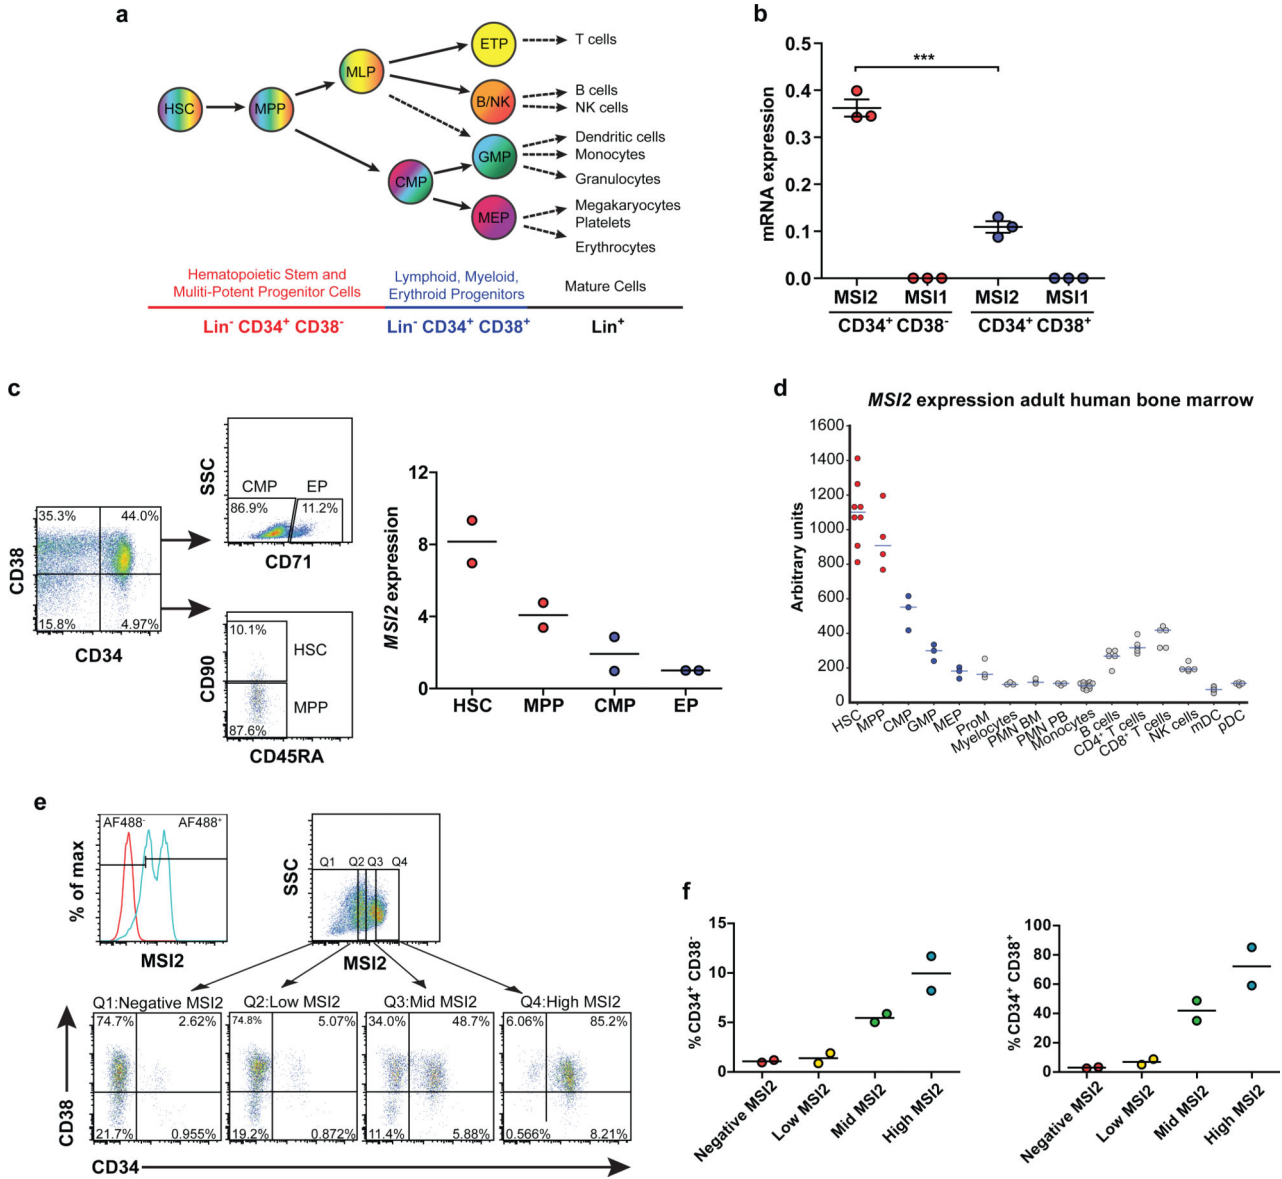 a
HSC
MPP
MLP
CMP
ETP
B/NK
GMP
MEP
T cells
B cells
NK cells
Dendritic cells
Monocytes
Granulocytes
Megakaryocytes
Platelets
Erythrocytes
Hematopoietic Stem and
Muliti-Potent Progenitor Cells
Lymphoid, Myeloid,
Erythroid Progenitors
Mature Cells
Lin- CD34+ CD38-
Lin- CD34+ CD38+
Lin+
b
mRNA expression
0.5
0.4
0.3
0.2
0.1
0.0
***
MSI2 MSI1 MSI2 MSI1
CD34+ CD38- CD34+ CD38+
c
35.3% 44.0%
15.8% 4.97%
CD38
CD34
SSC
CMP EP
86.9% 11.2%
CD71
CD90
10.1%
HSC
MPP
87.6%
CD45RA
MSI2 expression
12
8
4
0
HSC MPP CMP EP
d
MSI2 expression adult human bone marrow
Arbitrary units
1600
1400
1200
1000
800
600
400
200
0
HSC
MPP
CMP
GMP
MEP
ProM
Myelocytes
PMN BM
PMN PB
Monocytes
B cells
CD4+ T cells
CD8+ T cells
NK cells
mDC
pDC
e
AF488- AF488+
% of max
MSI2
SSC
Q1 Q2 Q3 Q4
MSI2
Q1:Negative MSI2
74.7% 2.62%
21.7% 0.955%
Q2:Low MSI2
74.8% 5.07%
19.2% 0.872%
Q3:Mid MSI2
34.0% 48.7%
11.4% 5.88%
Q4:High MSI2
6.06% 85.2%
0.566% 8.21%
CD38
CD34
f
% CD34+ CD38-
15
10
5
0
Negative MSI2
Low MSI2
Mid MSI2
High MSI2
% CD34+ CD38+
100
80
60
40
20
0
Negative MSI2
Low MSI2
Mid MSI2
High MSI2